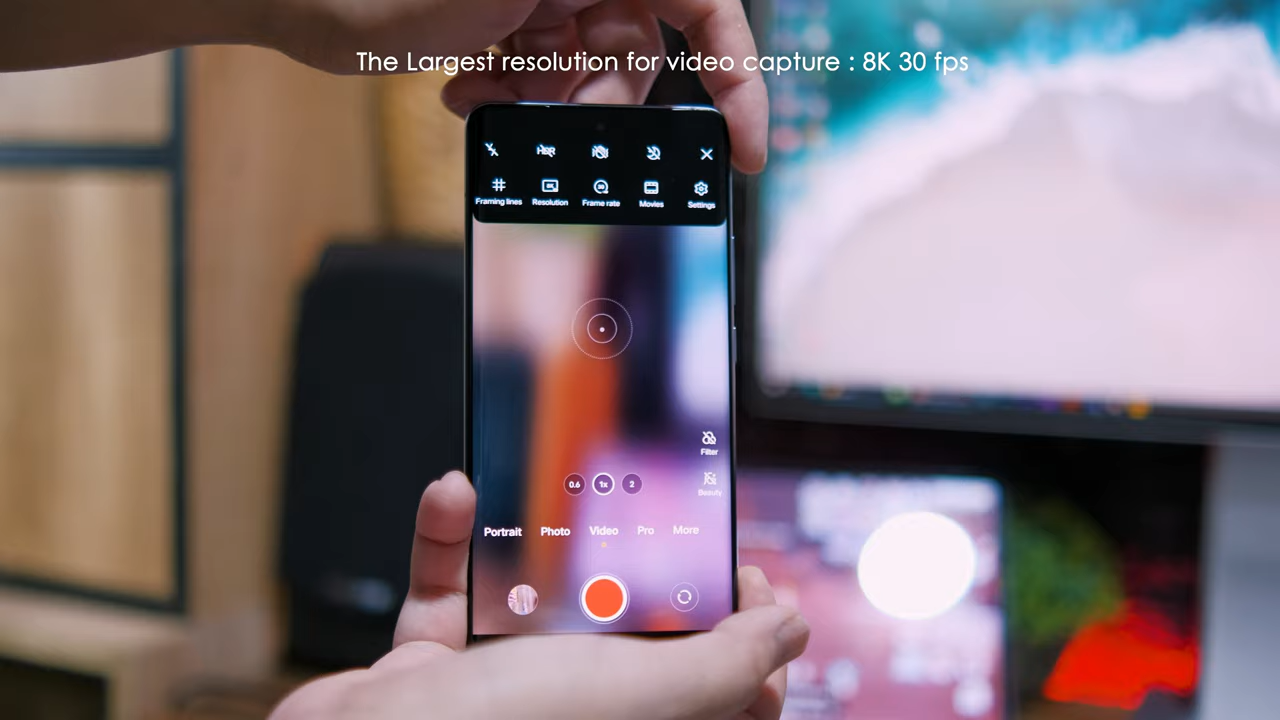 The Largest resolution for video capture : 8K 30 fps
HDR
Framing lines
Resolution
Frame rate
Movies
Settings
Filter
Beauty
0.6
1x
2
Portrait
Photo
Video
Pro
More